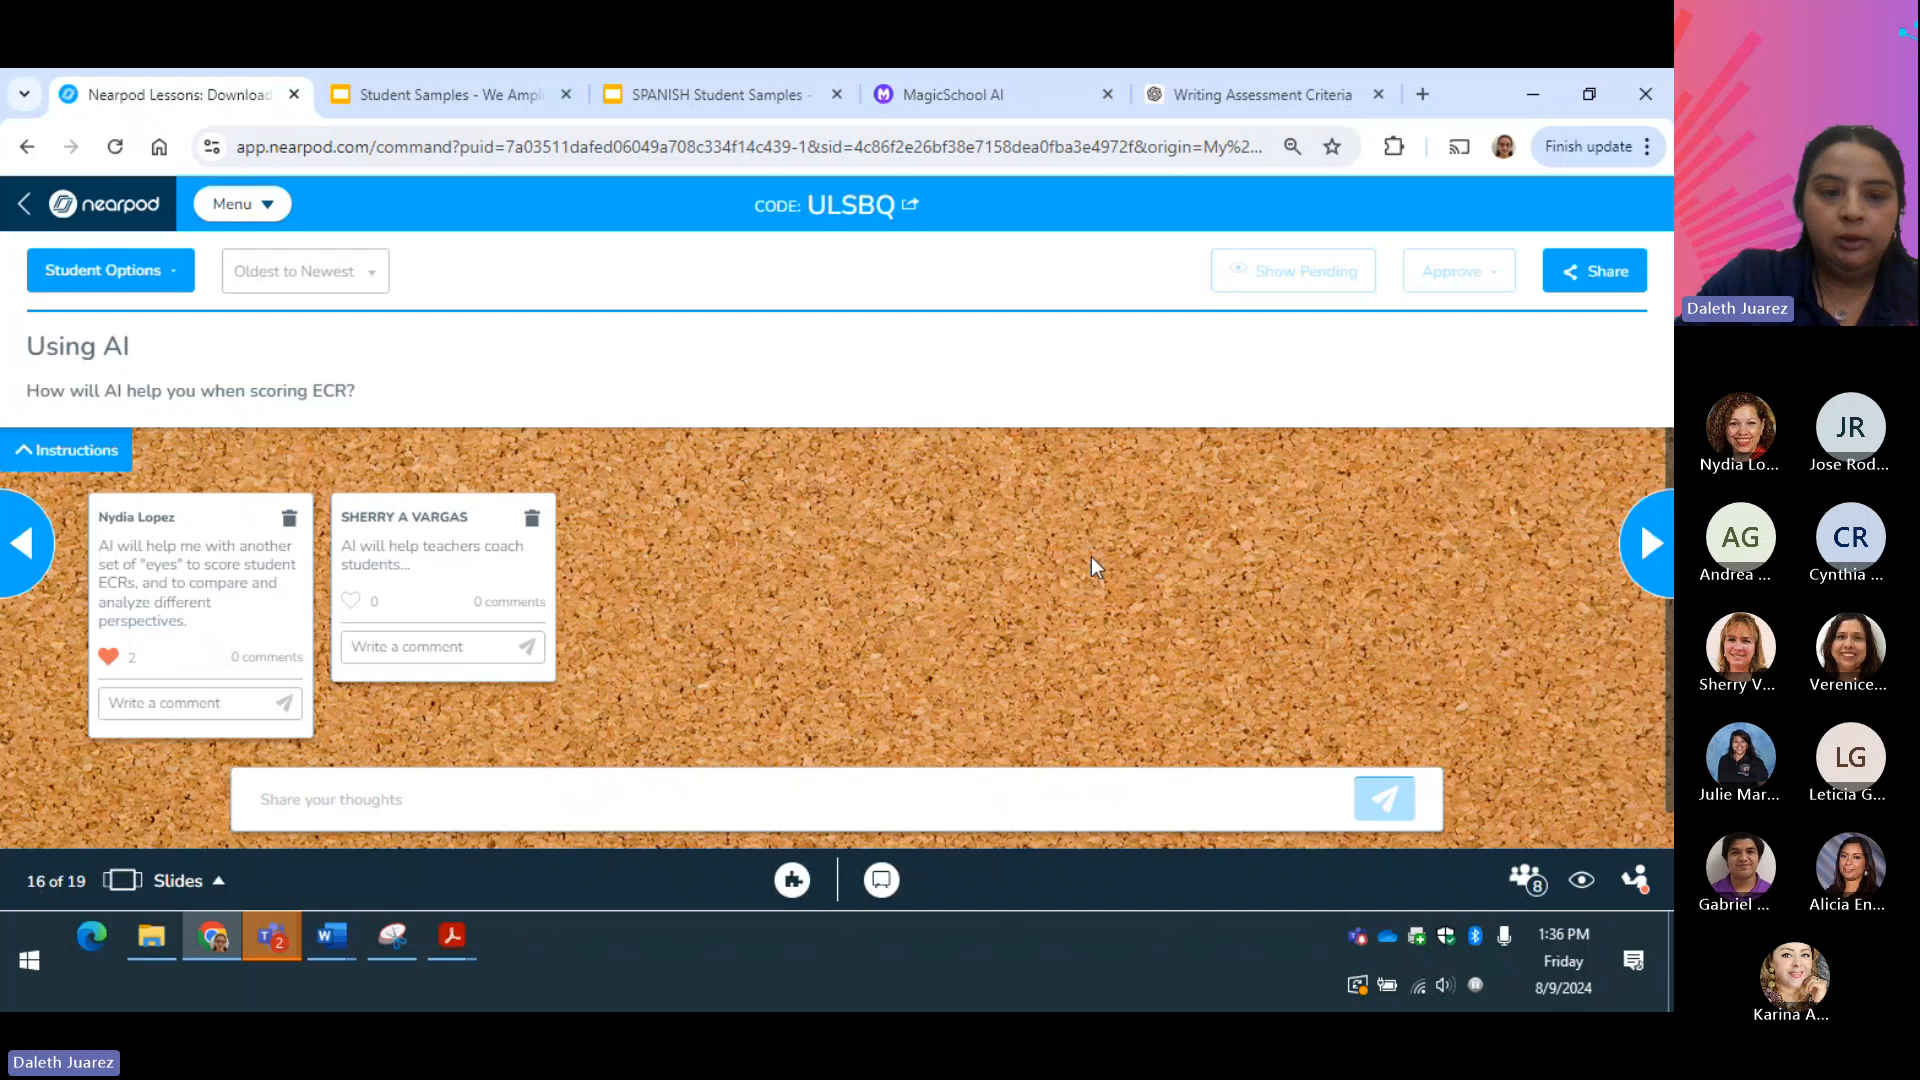 Nearpod Lessons: Download
Student Samples - We Ampl
SPANISH Student Samples -
MagicSchool AI
Writing Assessment Criteria
app.nearpod.com/command?puid=7a03511dafed06049a708c334f14c439-1&sid=4c86f2e26bf38e7158dea0fba3e4972f&origin=My%2...
Finish update
nearpod
Menu
CODE: ULSBQ
Student Options
Oldest to Newest
Show Pending
Approve
Share
Using AI
How will AI help you when scoring ECR?
Instructions
Nydia Lopez
AI will help me with another
set of "eyes" to score student
ECRs, and to compare and
analyze different
perspectives.
2
0 comments
Write a comment
SHERRY A VARGAS
AI will help teachers coach
students...
0
0 comments
Write a comment
Share your thoughts
16 of 19
Slides
8
2
1:36 PM
Friday
8/9/2024
Daleth Juarez
Daleth Juarez
Nydia Lo...
JR
Jose Rod...
AG
Andrea ...
CR
Cynthia ...
Sherry V...
Verenice...
Julie Mar...
LG
Leticia G...
Gabriel ...
Alicia En...
Karina A...